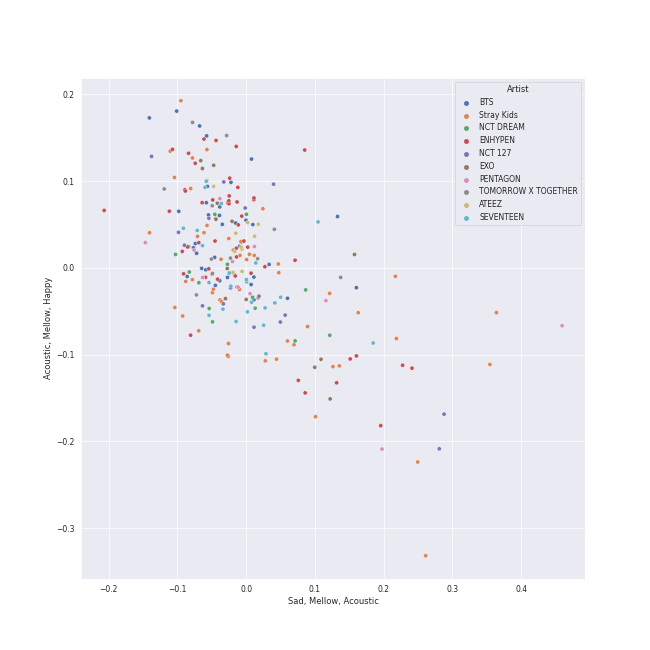 Artist
BTS
Stray Kids
NCT DREAM
ENHYPEN
NCT 127
EXO
PENTAGON
TOMORROW X TOGETHER
ATEEZ
SEVENTEEN
0.2
0.1
0.0
−0.1
−0.2
−0.3
Acoustic, Mellow, Happy
−0.2 −0.1 0.0 0.1 0.2 0.3 0.4
Sad, Mellow, Acoustic